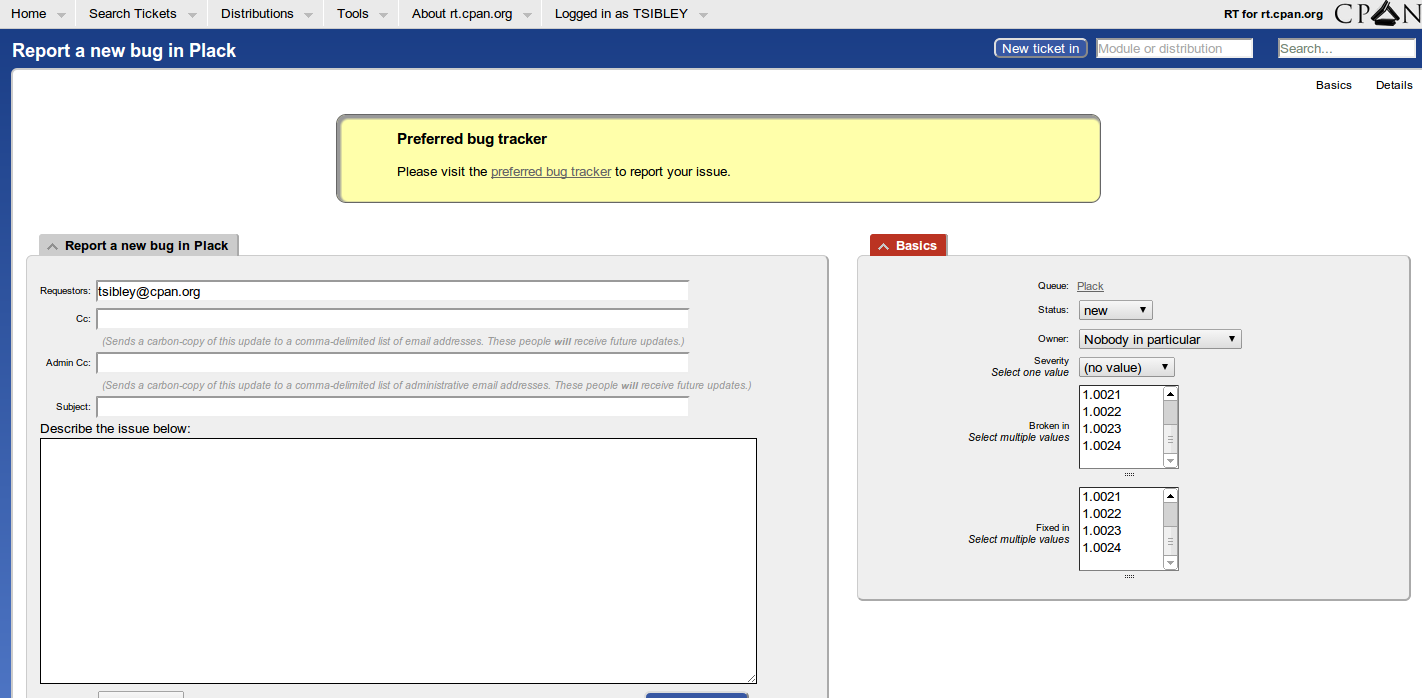 Home Search Tickets Distributions Tools About rt.cpan.org Logged in as TSIBLEY RT for rt.cpan.org CPAN
Report a new bug in Plack New ticket in Module or distribution Search...
Basics Details
Preferred bug tracker
Please visit the preferred bug tracker to report your issue.
Report a new bug in Plack
Requestors: tsibley@cpan.org
Cc:
(Sends a carbon-copy of this update to a comma-delimited list of email addresses. These people will receive future updates.)
Admin Cc:
(Sends a carbon-copy of this update to a comma-delimited list of administrative email addresses. These people will receive future updates.)
Subject:
Describe the issue below:
Basics
Queue: Plack
Status: new
Owner: Nobody in particular
Severity
Select one value
(no value)
Broken in
Select multiple values
1.0021
1.0022
1.0023
1.0024
Fixed in
Select multiple values
1.0021
1.0022
1.0023
1.0024